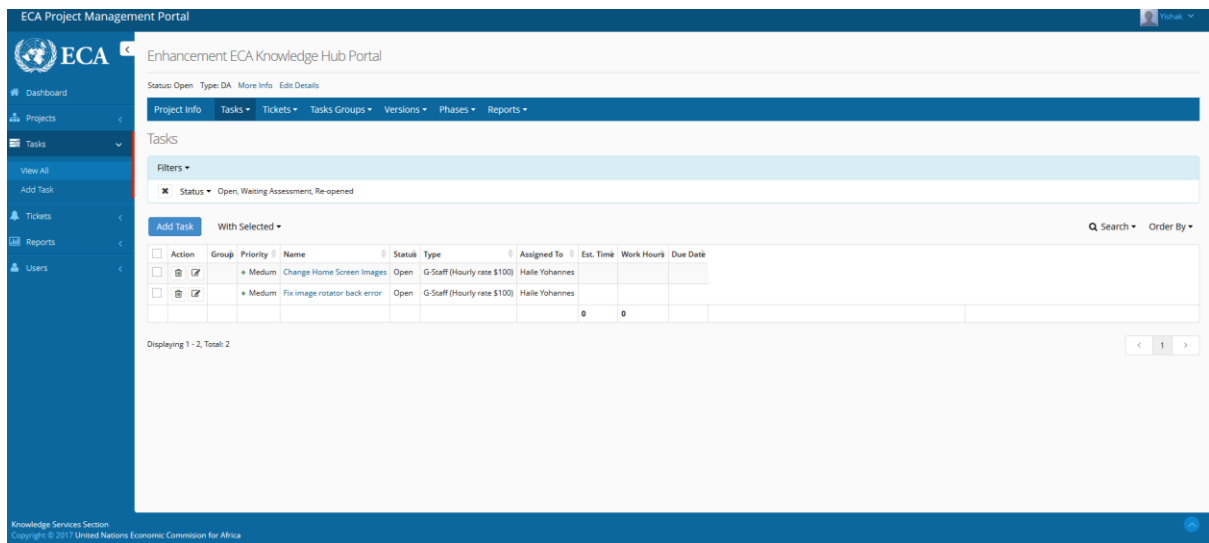 ECA Project Management Portal
Yishak
ECA
Dashboard
Projects
Tasks
View All
Add Task
Tickets
Reports
Users
Enhancement ECA Knowledge Hub Portal
Status: Open Type: DA More Info Edit Details
Project Info Tasks Tickets Tasks Groups Versions Phases Reports
Tasks
Filters
Status Open, Waiting Assessment, Re-opened
Add Task With Selected Search Order By
Action Group Priority Name Status Type Assigned To Est. Time Work Hours Due Date
Medum Change Home Screen Images Open G-Staff (Hourly rate $100) Haile Yohannes
Medum Fix image rotator back error Open G-Staff (Hourly rate $100) Haile Yohannes
0 0
Displaying 1 - 2, Total: 2
< 1 >
Knowledge Services Section
Copyright © 2017 United Nations Economic Commision for Africa